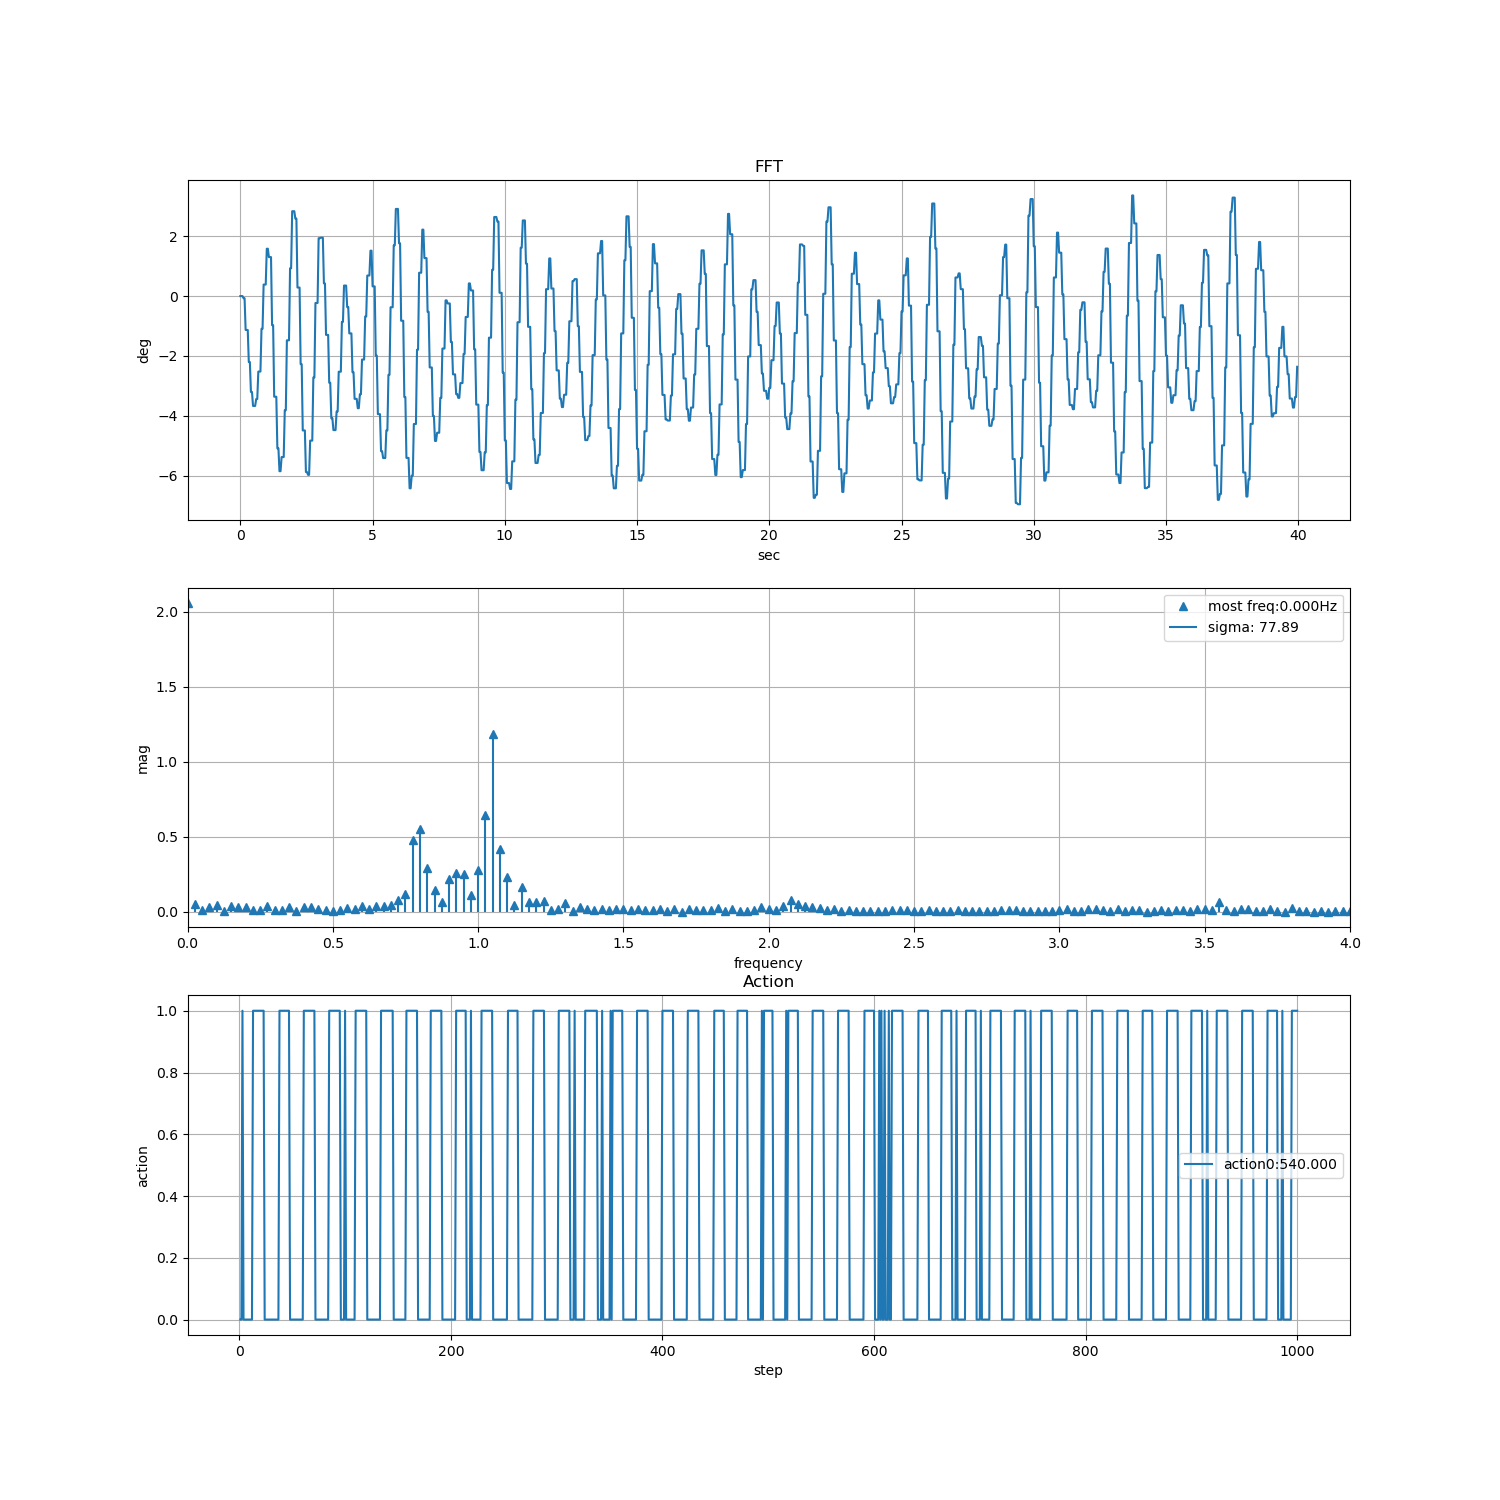 FFT
2
0
−2
−4
−6
deg
0 5 10 15 20 25 30 35 40
sec
2.0
1.5
1.0
0.5
0.0
mag
most freq:0.000Hz
sigma: 77.89
0.0 0.5 1.0 1.5 2.0 2.5 3.0 3.5 4.0
frequency
Action
1.0
0.8
0.6
0.4
0.2
0.0
action
action0:540.000
0 200 400 600 800 1000
step